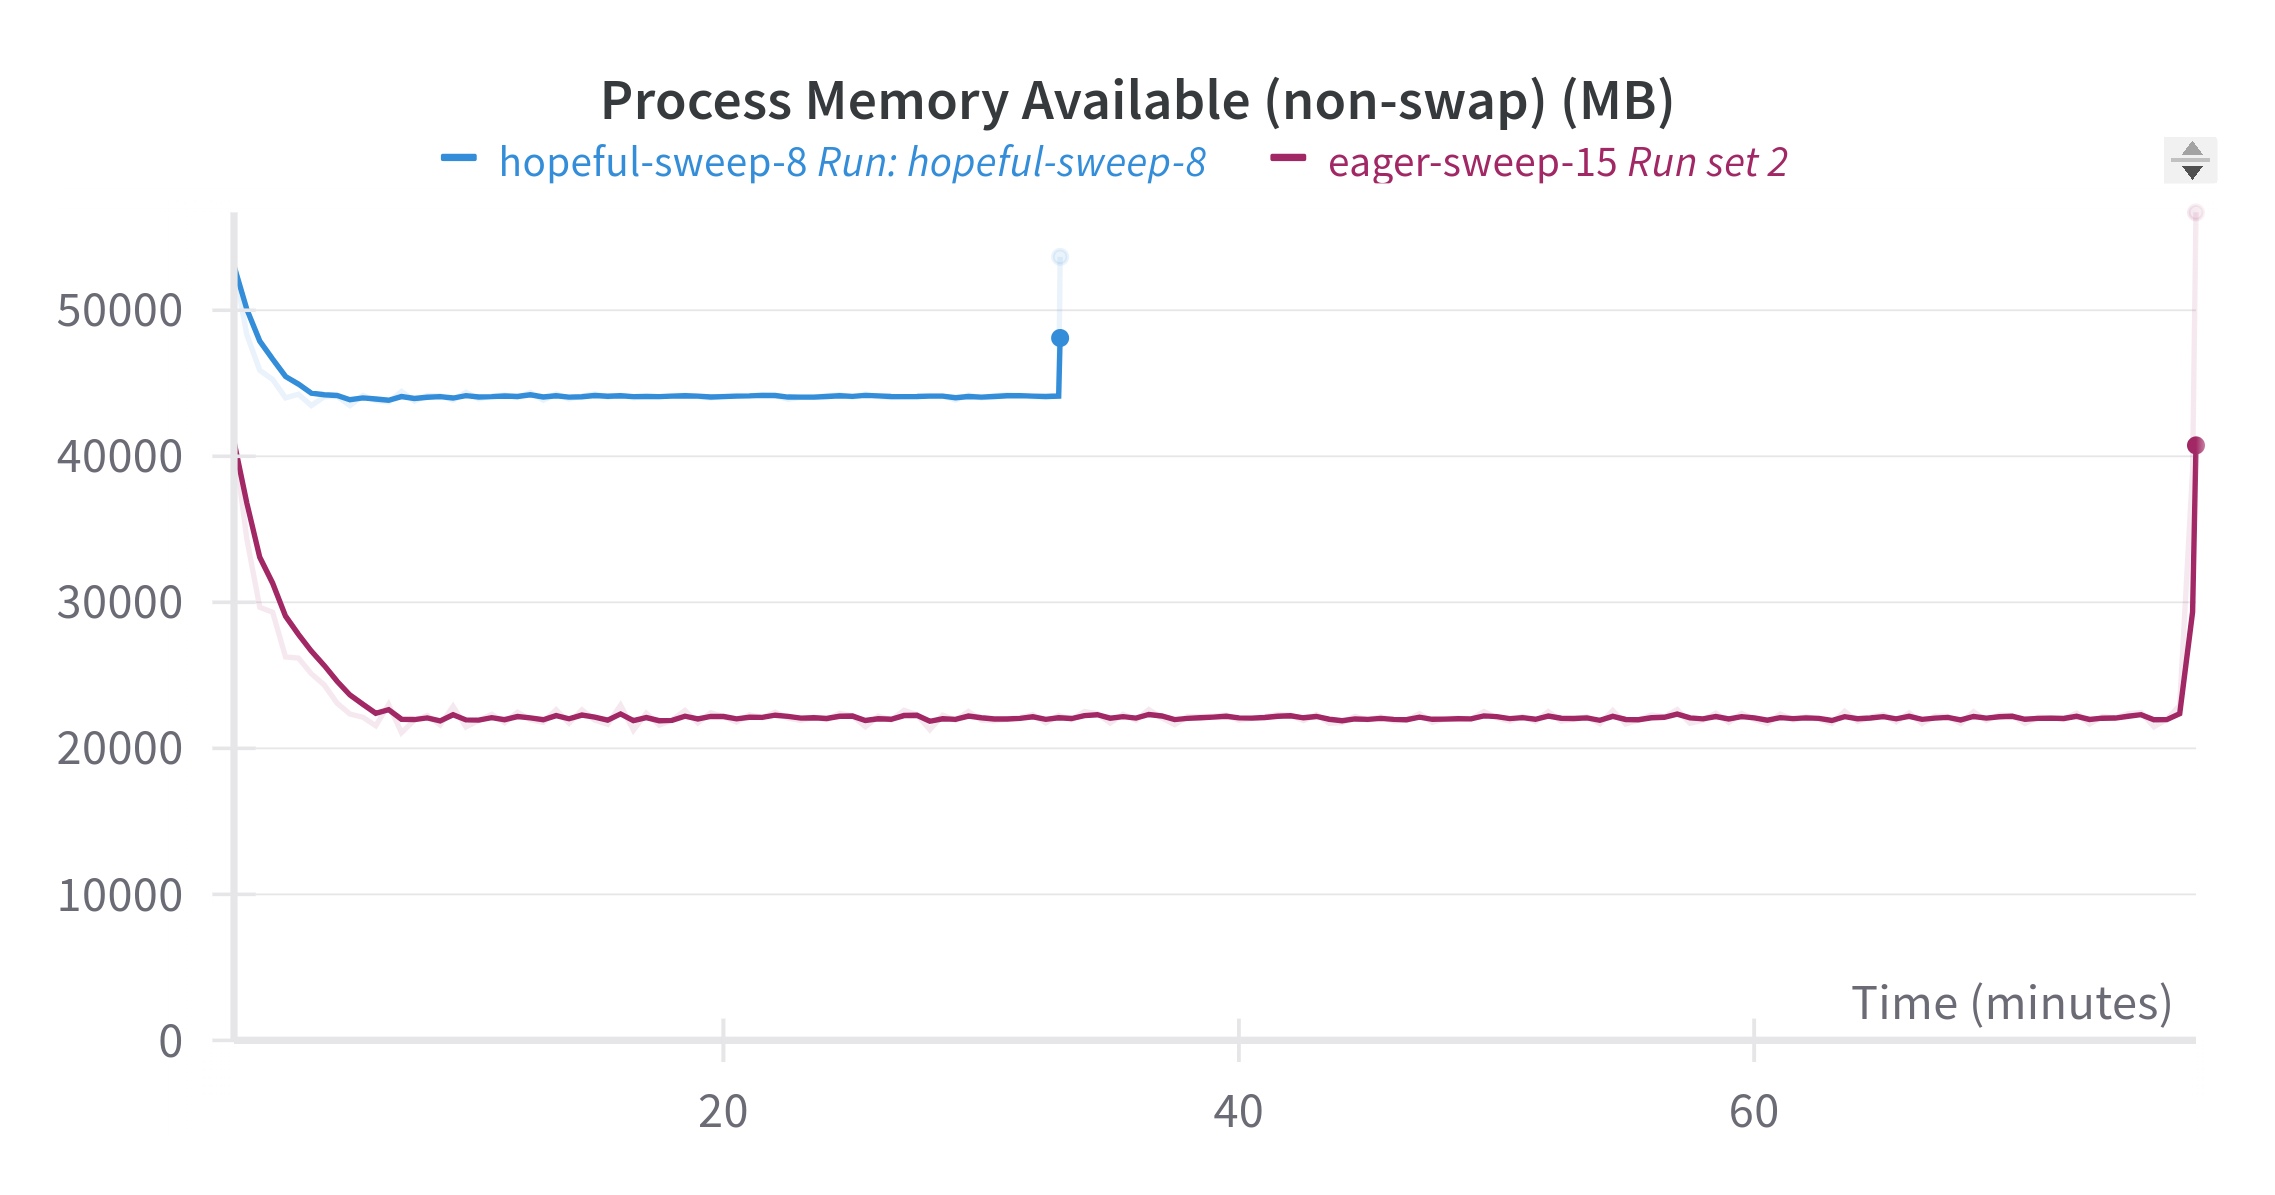 Process Memory Available (non-swap) (MB)
hopeful-sweep-8 Run: hopeful-sweep-8 eager-sweep-15 Run set 2
50000
40000
30000
20000
10000
Time (minutes)
0
20 40 60